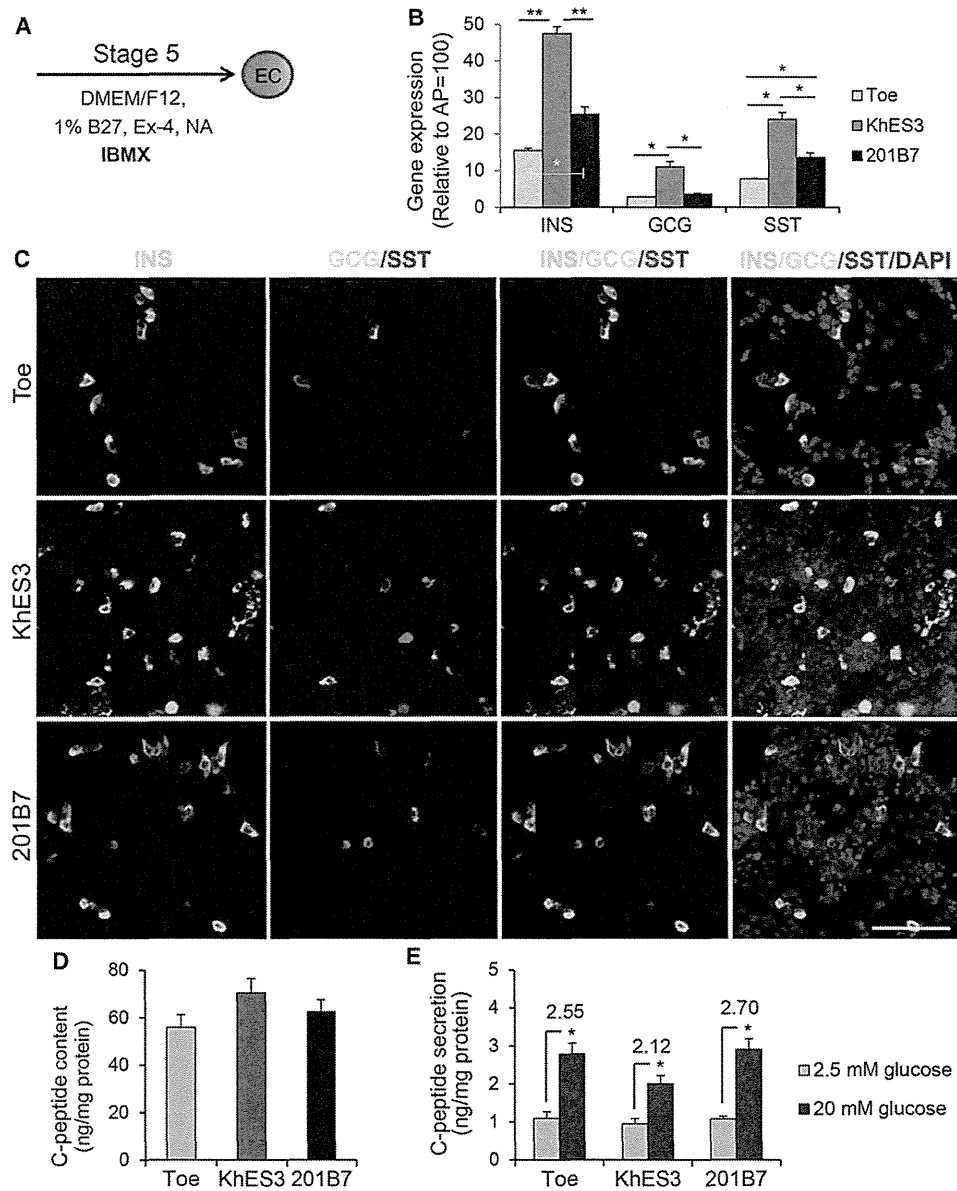 A
Stage 5
EC
DMEM/F12,
1% B27, Ex-4, NA
IBMX
B
Gene expression
(Relative to AP=100)
50
40
30
20
10
0
** **
* *
*
* *
*
INS GCG SST
Toe
KhES3
201B7
C
INS GCG/SST INS/GCG/SST INS/GCG/SST/DAPI
Toe
KhES3
201B7
D
C-peptide content
(ng/mg protein)
80
60
40
20
0
Toe KhES3 201B7
E
C-peptide secretion
(ng/mg protein)
5
4
3
2
1
0
2.55
*
2.12
*
2.70
*
Toe KhES3 201B7
2.5 mM glucose
20 mM glucose